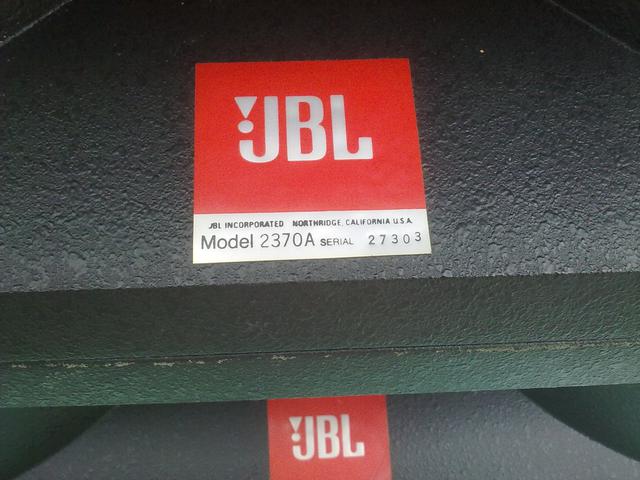 JBL
JBL INCORPORATED NORTHRIDGE, CALIFORNIA U.S.A.
Model 2370A SERIAL 27303
JBL